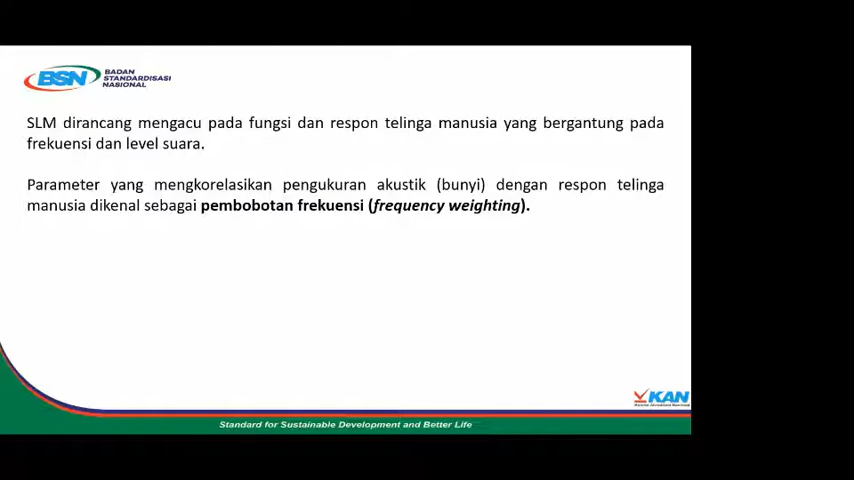 BSN
BADAN
STANDARDISASI
NASIONAL
SLM dirancang mengacu pada fungsi dan respon telinga manusia yang bergantung pada
frekuensi dan level suara.
Parameter yang mengkorelasikan pengukuran akustik (bunyi) dengan respon telinga
manusia dikenal sebagai pembobotan frekuensi (frequency weighting).
KAN
Standard for Sustainable Development and Better Life